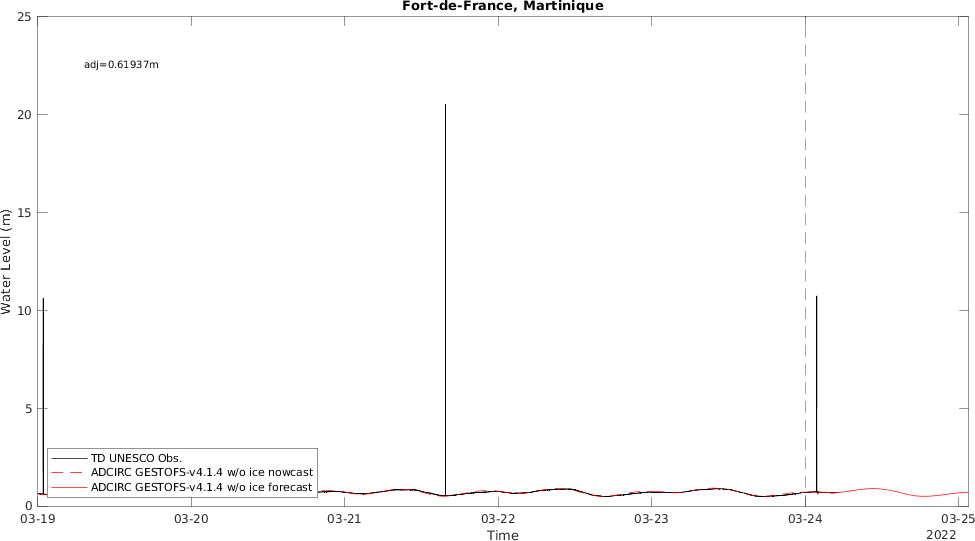 Fort-de-France, Martinique
25
adj=0.61937m
20
15
Water Level (m)
10
5
TD UNESCO Obs.
ADCIRC GESTOFS-v4.1.4 w/o ice nowcast
ADCIRC GESTOFS-v4.1.4 w/o ice forecast
0
03-19 03-20 03-21 03-22 03-23 03-24 03-25
Time
2022